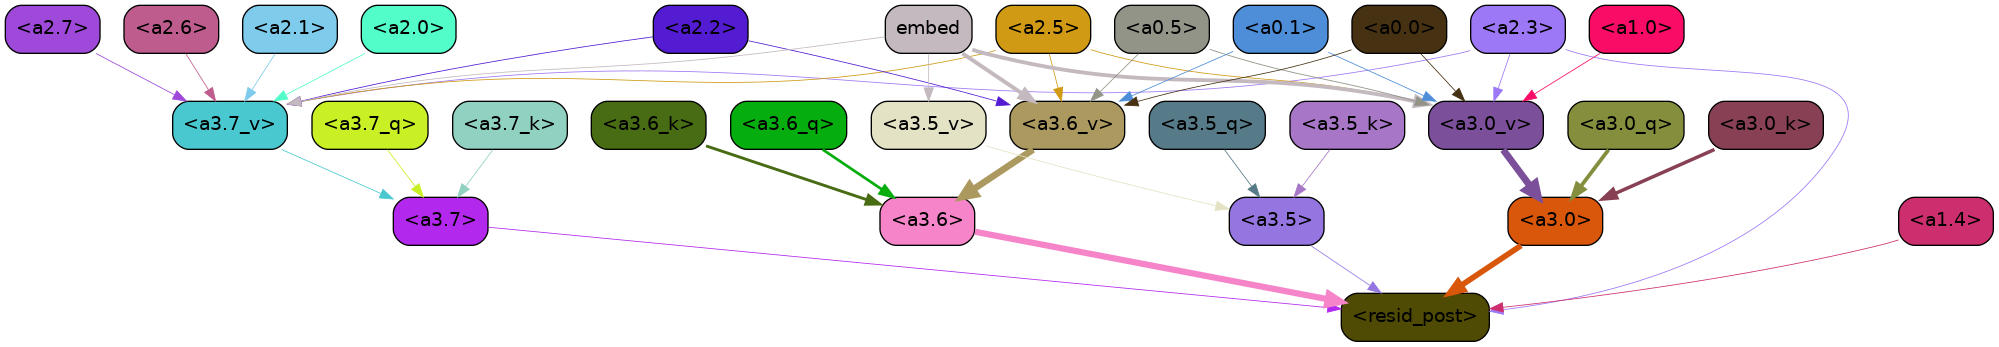 <a2.7> <a2.6> <a2.1> <a2.0> <a2.2> embed <a2.5> <a0.5> <a0.1> <a0.0> <a2.3> <a1.0>
<a3.7_v> <a3.7_q> <a3.7_k> <a3.6_k> <a3.6_q> <a3.5_v> <a3.6_v> <a3.5_q> <a3.5_k> <a3.0_v> <a3.0_q> <a3.0_k>
<a3.7> <a3.6> <a3.5> <a3.0> <a1.4>
<resid_post>